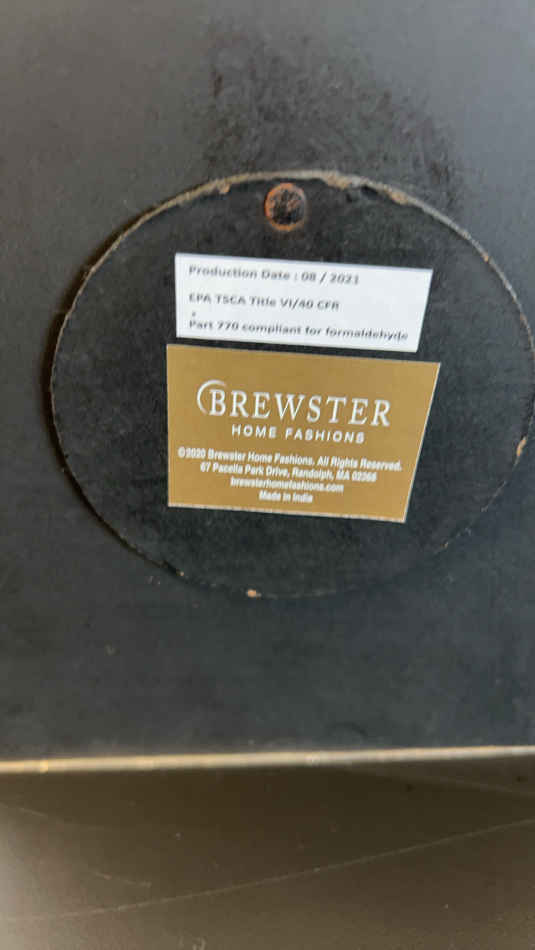 Production Date : 08 / 2021
EPA TSCA Title VI/40 CFR
Part 770 compliant for formaldehyde
BREWSTER
HOME FASHIONS
©2020 Brewster Home Fashions. All Rights Reserved.
67 Pacella Park Drive, Randolph, MA 02368
brewsterhomefashions.com
Made in India